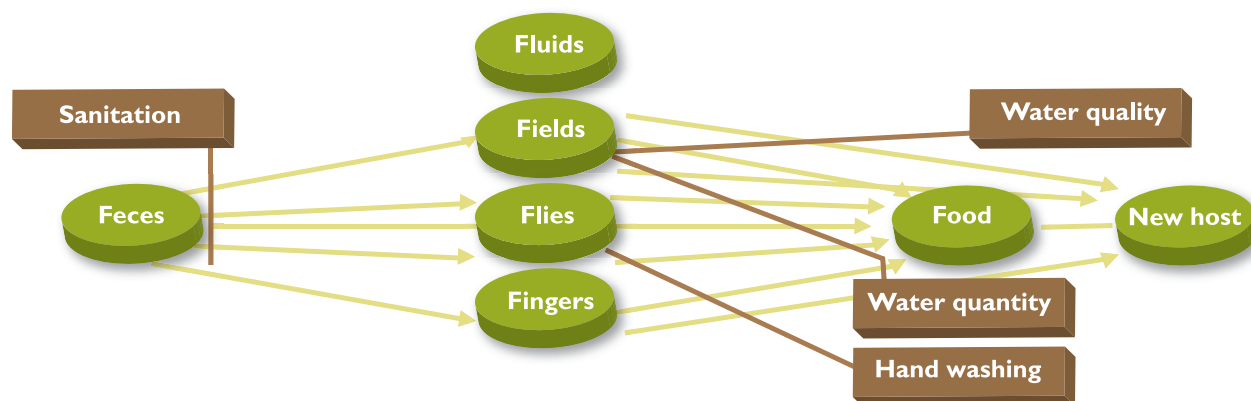 Fluids
Sanitation
Water quality
Fields
Feces
Flies
Food
New host
Fingers
Water quantity
Hand washing